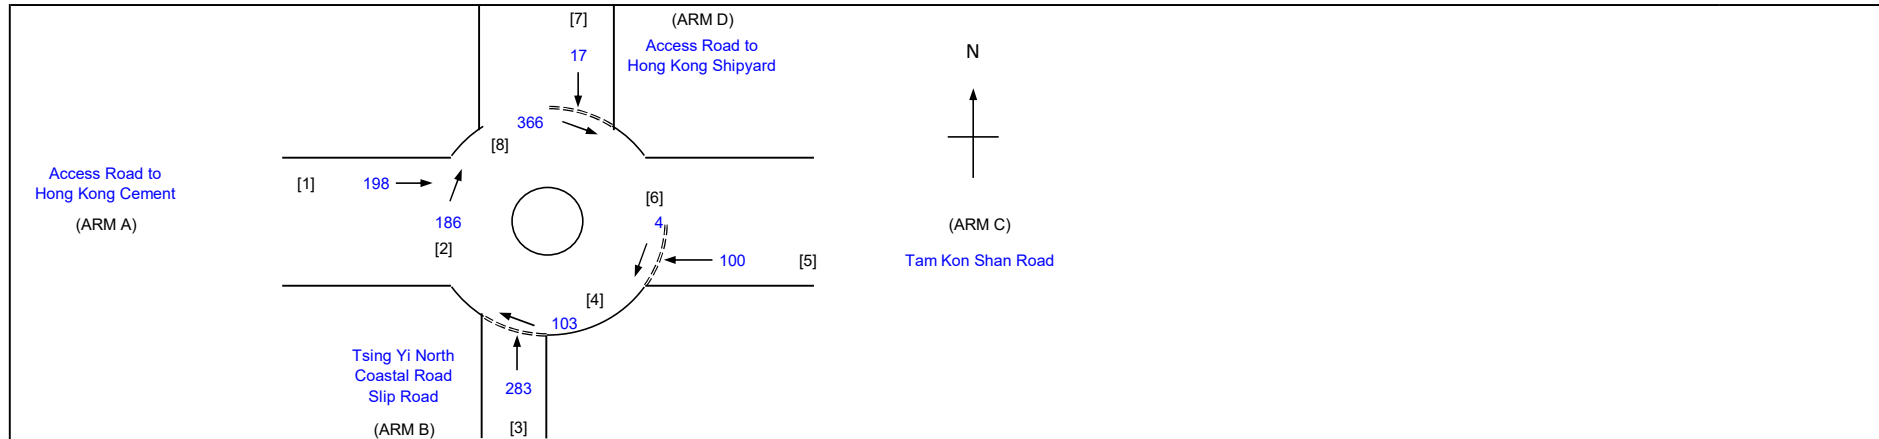 [7]
(ARM D)
17
Access Road to
Hong Kong Shipyard
N
366
[8]
Access Road to
Hong Kong Cement
(ARM A)
[1]
198
186
[2]
[6]
4
(ARM C)
100
[5]
Tam Kon Shan Road
[4]
103
Tsing Yi North
Coastal Road
Slip Road
283
(ARM B)
[3]